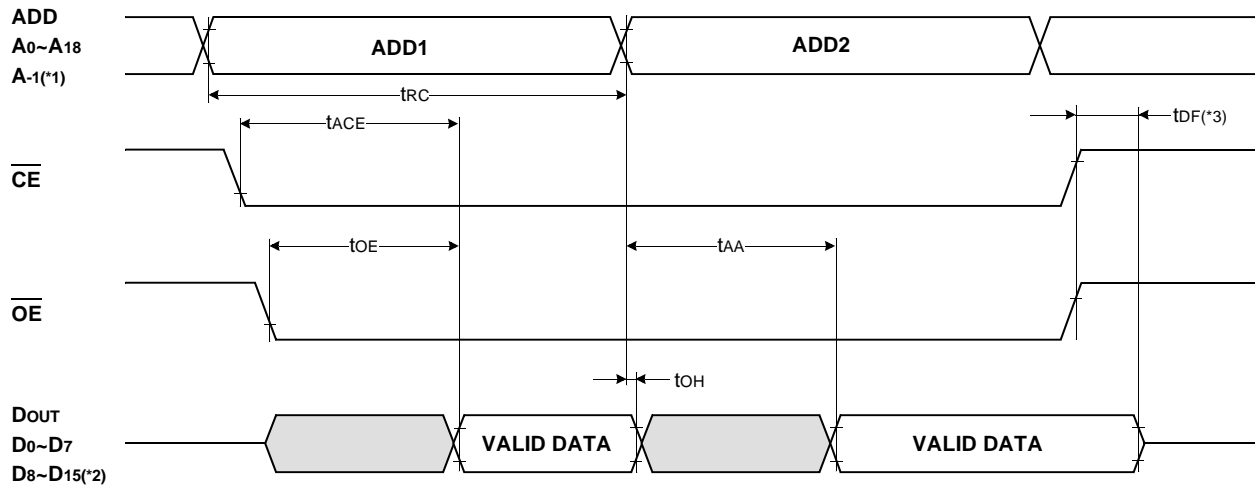 ADD
A0~A18
A-1(*1)
ADD1
ADD2
tRC
tACE
tDF(*3)
CE
tOE
tAA
OE
tOH
DOUT
D0~D7
D8~D15(*2)
VALID DATA
VALID DATA